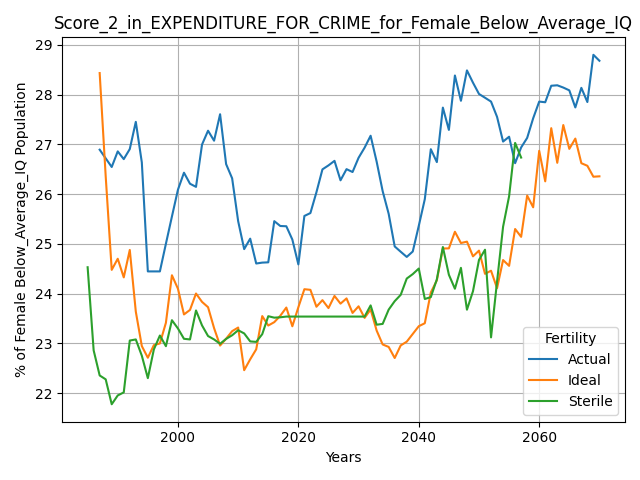 Score_2_in_EXPENDITURE_FOR_CRIME_for_Female_Below_Average_IQ
29
28
27
26
25
24
23
22
% of Female Below_Average_IQ Population
2000
2020
2040
2060
Years
Fertility
Actual
Ideal
Sterile